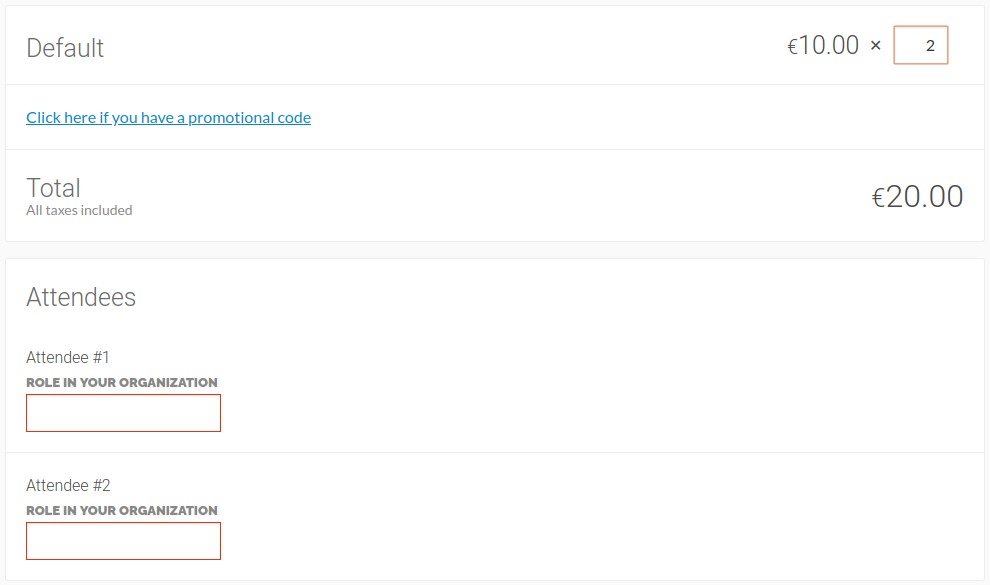 Default
€10.00 × 2
Click here if you have a promotional code
Total
All taxes included
€20.00
Attendees
Attendee #1
ROLE IN YOUR ORGANIZATION
Attendee #2
ROLE IN YOUR ORGANIZATION